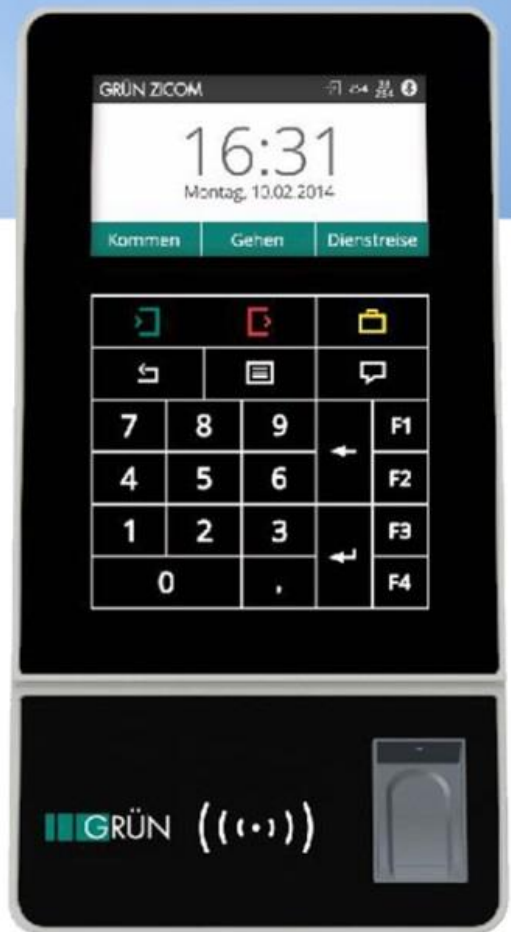 GRÜN ZICOM
16:31
Montag, 10.02.2014
Kommen Gehen Dienstreise
7 8 9 F1
4 5 6 F2
1 2 3 F3
0 , F4
GRÜN